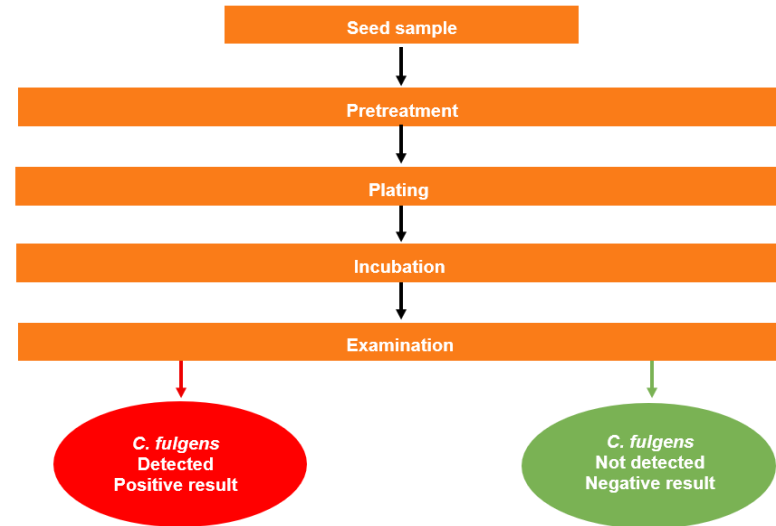 Seed sample
Pretreatment
Plating
Incubation
Examination
C. fulgens
Detected
Positive result
C. fulgens
Not detected
Negative result